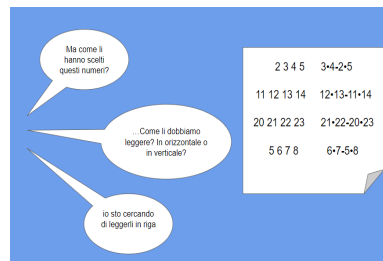 Ma come li
hanno scelti
questi numeri?
...Come li dobbiamo
leggere? In orizzontale o
in verticale?
io sto cercando
di leggerli in riga
2 3 4 5 3•4-2•5
11 12 13 14 12•13-11•14
20 21 22 23 21•22-20•23
5 6 7 8 6•7-5•8